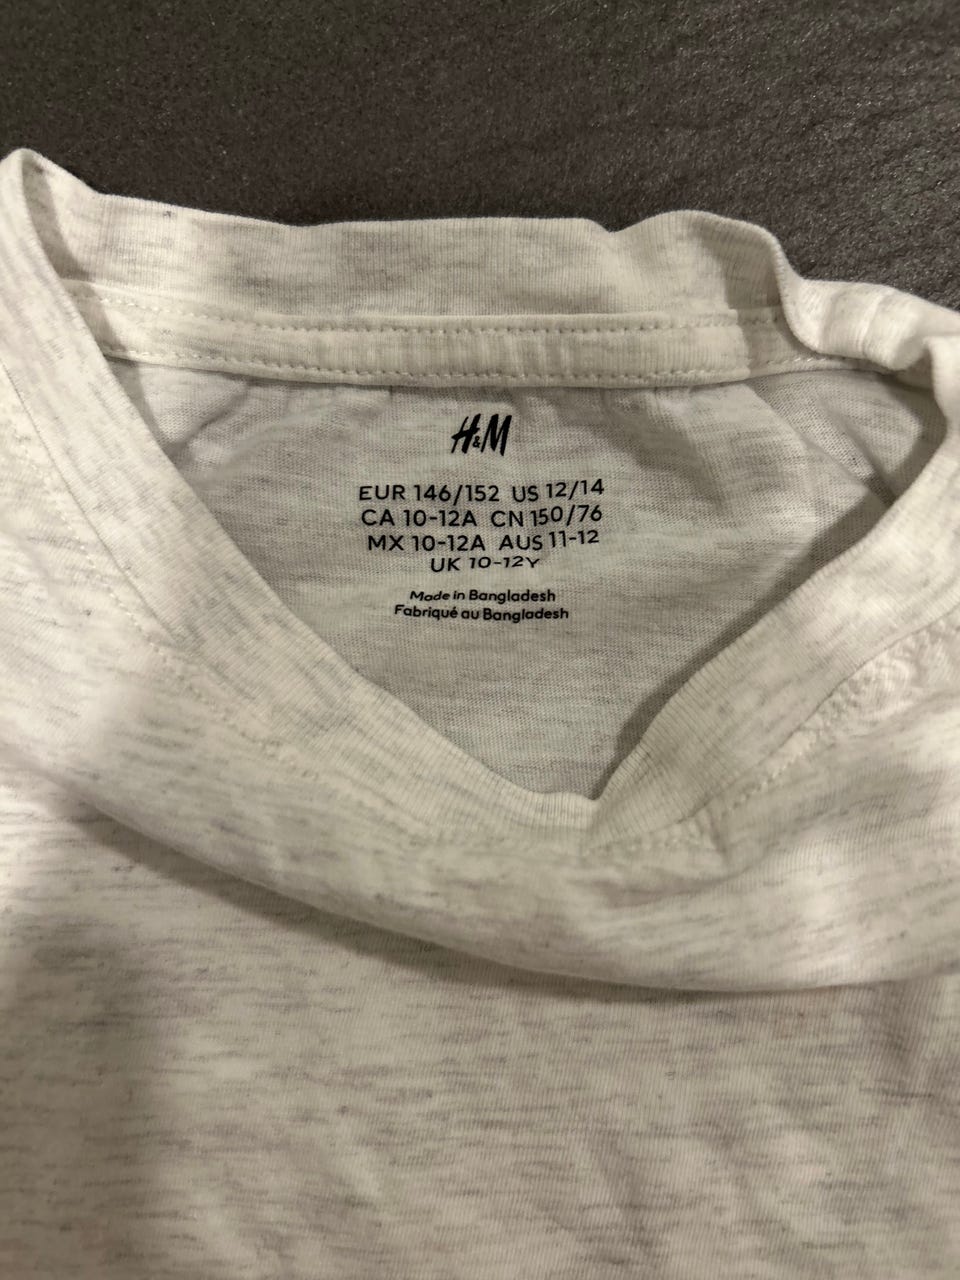 H&M
EUR 146/152 US 12/14
CA 10-12A CN 150/76
MX 10-12A AUS 11-12
UK 10-12Y
Made in Bangladesh
Fabriqué au Bangladesh